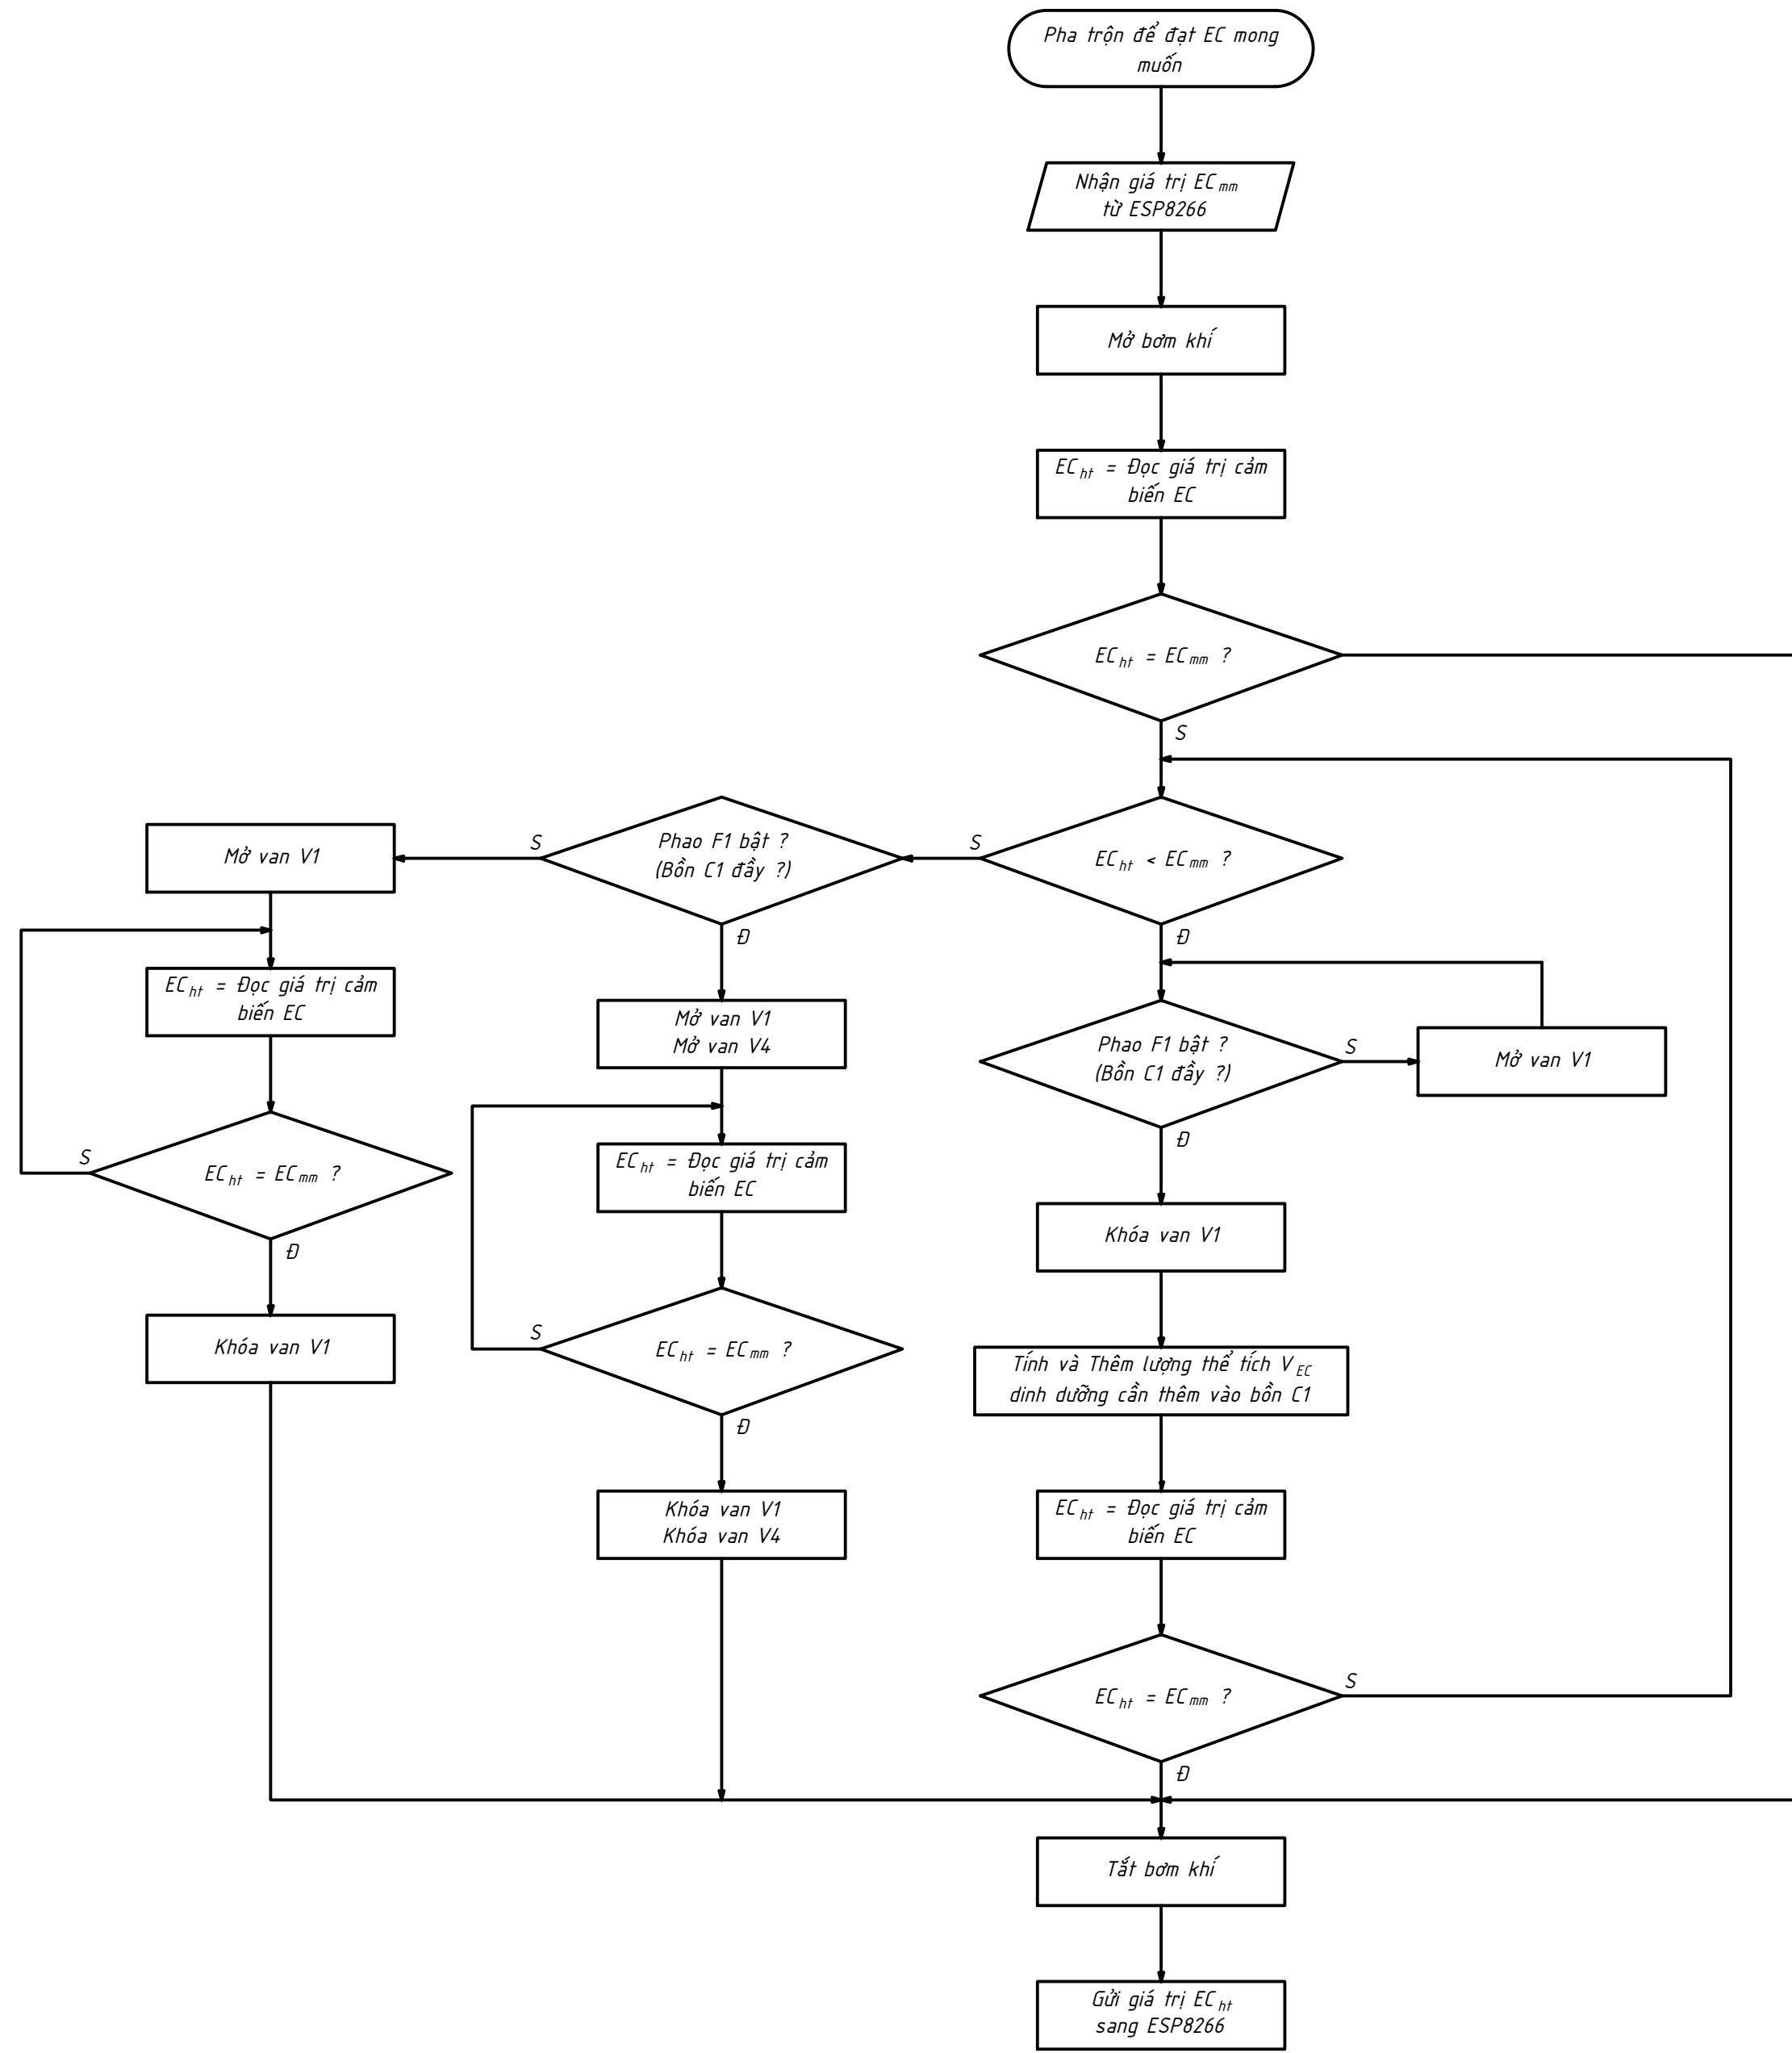 Pha trộn để đạt EC mong
muốn
Nhận giá trị EC mm
từ ESP8266
Mở bơm khí
EC ht = Đọc giá trị cảm
biến EC
EC ht = EC mm ?
S
EC ht < EC mm ?
S
Đ
Phao F1 bật ?
(Bồn C1 đầy ?)
S
Đ
Mở van V1
EC ht = Đọc giá trị cảm
biến EC
EC ht = EC mm ?
S
Đ
Khóa van V1
Mở van V1
Mở van V4
EC ht = Đọc giá trị cảm
biến EC
EC ht = EC mm ?
S
Đ
Khóa van V1
Khóa van V4
Phao F1 bật ?
(Bồn C1 đầy ?)
S
Mở van V1
Đ
Khóa van V1
Tính và Thêm lượng thể tích V EC
dinh dưỡng cần thêm vào bồn C1
EC ht = Đọc giá trị cảm
biến EC
EC ht = EC mm ?
S
Đ
Tắt bơm khí
Gửi giá trị EC ht
sang ESP8266